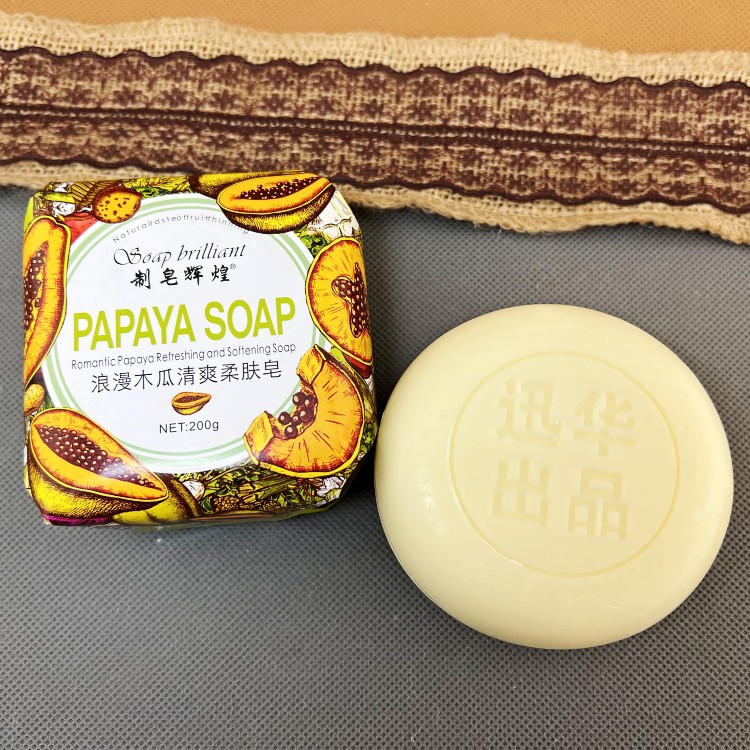 Naturaltasteoffruitthinking
Soap brilliant
制皂辉煌®
PAPAYA SOAP
Romantic Papaya Refreshing and Softening Soap
浪漫木瓜清爽柔肤皂
NET:200g
迅华
出品